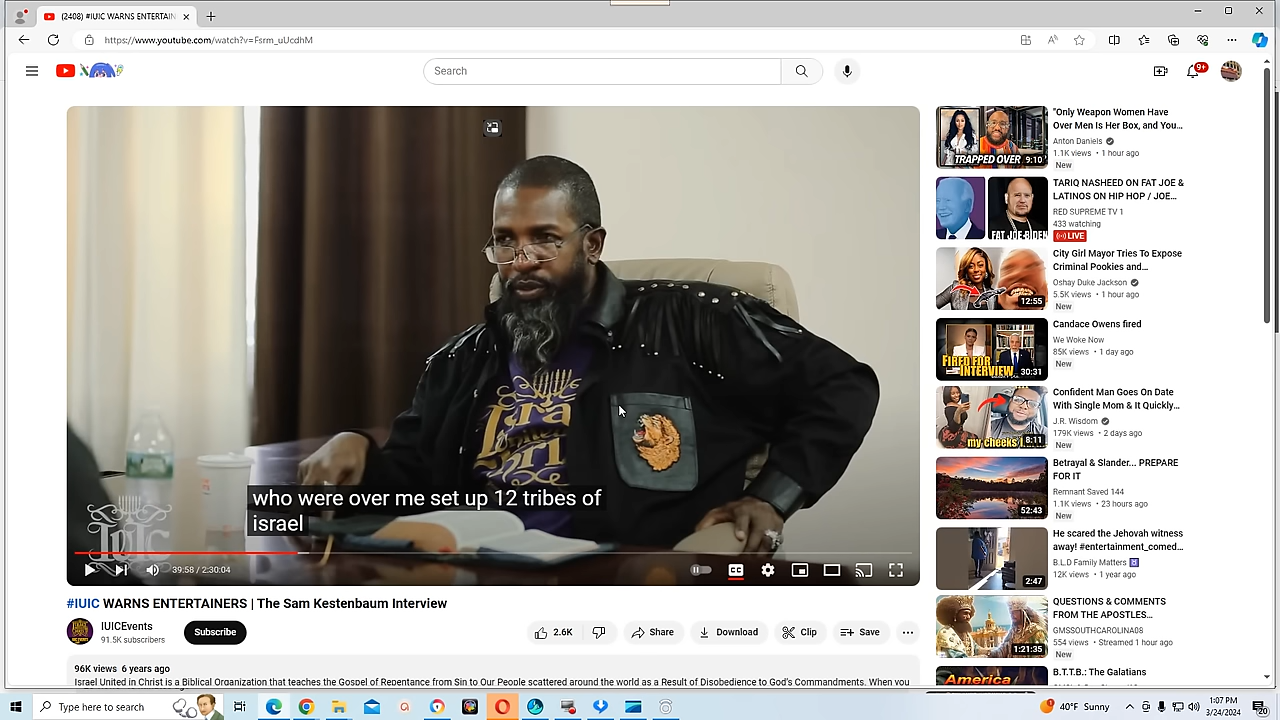 (2408) #IUIC WARNS ENTERTAIN
https://www.youtube.com/watch?v=Fsrm_uUcdhM
Search
9+
who were over me set up 12 tribes of
israel
IUIC
39:58 / 2:30:04
CC
#IUIC WARNS ENTERTAINERS | The Sam Kestenbaum Interview
IUICEvents
91.5K subscribers
Subscribe
2.6K
Share
Download
Clip
Save
96K views 6 years ago
Israel United in Christ is a Biblical Organization
Our People scattered around the world as a Result of Disobedience to God's Commandments. When you
TRAPPED OVER 9:10
"Only Weapon Women Have
Over Men Is Her Box, and You...
Anton Daniels
1.1K views • 1 hour ago
New
FAT JOE BIDEN
TARIQ NASHEED ON FAT JOE &
LATINOS ON HIP HOP / JOE...
RED SUPREME TV 1
433 watching
LIVE
12:55
City Girl Mayor Tries To Expose
Criminal Pookies and...
Oshay Duke Jackson
5.5K views • 1 hour ago
New
FIRED FOR
INTERVIEW 30:31
Candace Owens fired
We Woke Now
85K views • 1 day ago
New
my cheeks 8:11
Confident Man Goes On Date
With Single Mom & It Quickly...
J.R. Wisdom
179K views • 2 days ago
New
52:43
Betrayal & Slander... PREPARE
FOR IT
Remnant Saved 144
1.1K views • 23 hours ago
New
2:47
He scared the Jehovah witness
away! #entertainment_comed...
B.L.D Family Matters
12K views • 1 year ago
1:21:35
QUESTIONS & COMMENTS
FROM THE APOSTLES...
GMSSOUTHCAROLINA08
554 views • Streamed 1 hour ago
New
America
B.T.T.B.: The Galatians
Type here to search
40°F Sunny
1:07 PM
3/24/2024
20